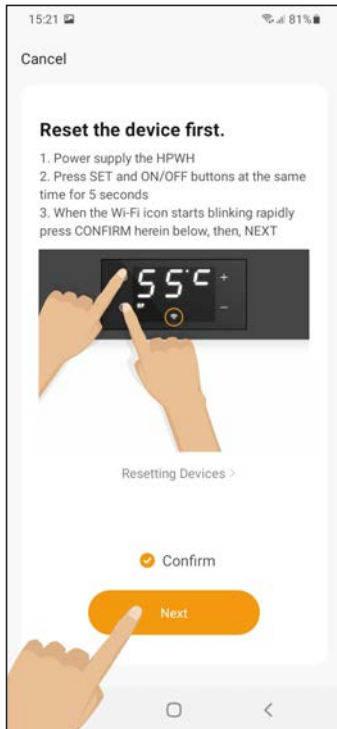 15:21 81%
Cancel
Reset the device first.
1. Power supply the HPWH
2. Press SET and ON/OFF buttons at the same
time for 5 seconds
3. When the Wi-Fi icon starts blinking rapidly
press CONFIRM herein below, then, NEXT
55°C +
HP −
Resetting Devices >
Confirm
Next